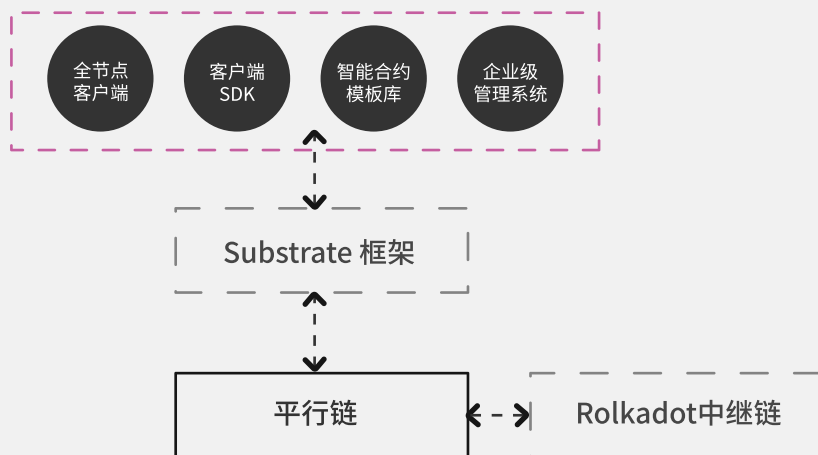 全节点
客户端
客户端
SDK
智能合约
模板库
企业级
管理系统
Substrate 框架
平行链
Rolkadot中继链